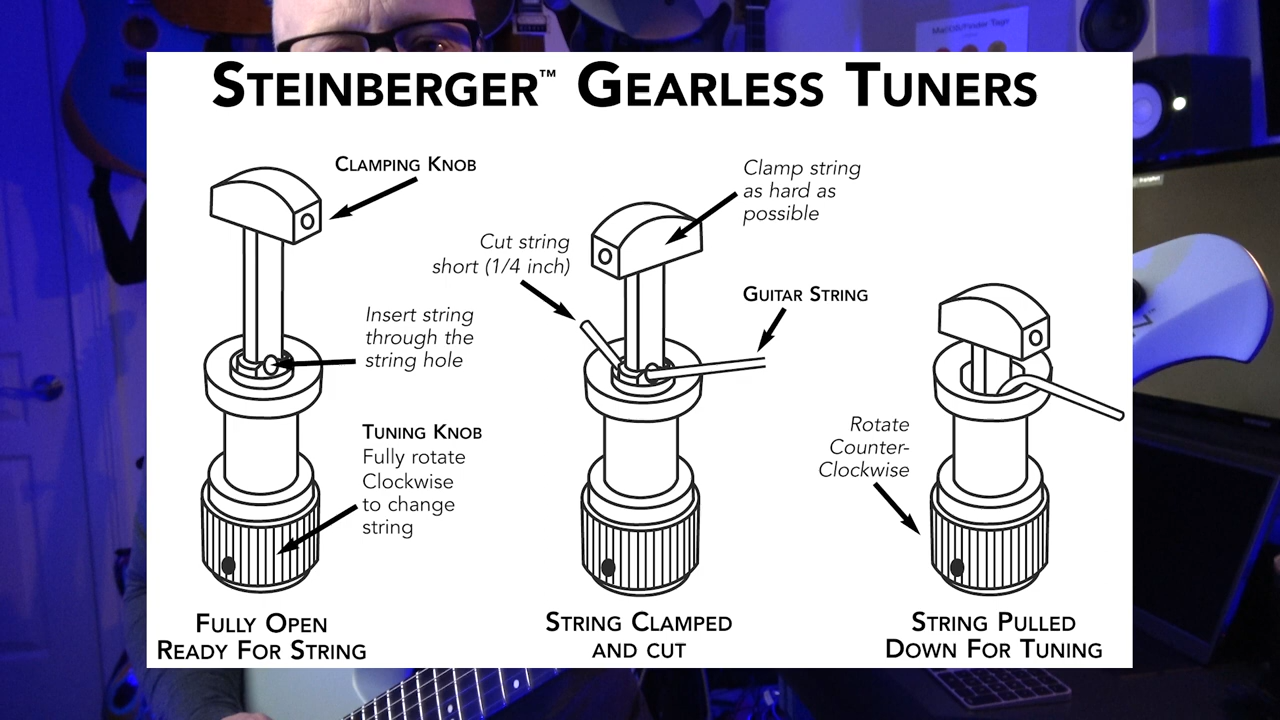 STEINBERGER™ GEARLESS TUNERS
CLAMPING KNOB
Insert string
through the
string hole
TUNING KNOB
Fully rotate
Clockwise
to change
string
FULLY OPEN
READY FOR STRING
Cut string
short (1/4 inch)
Clamp string
as hard as
possible
GUITAR STRING
STRING CLAMPED
AND CUT
Rotate
Counter-
Clockwise
STRING PULLED
DOWN FOR TUNING